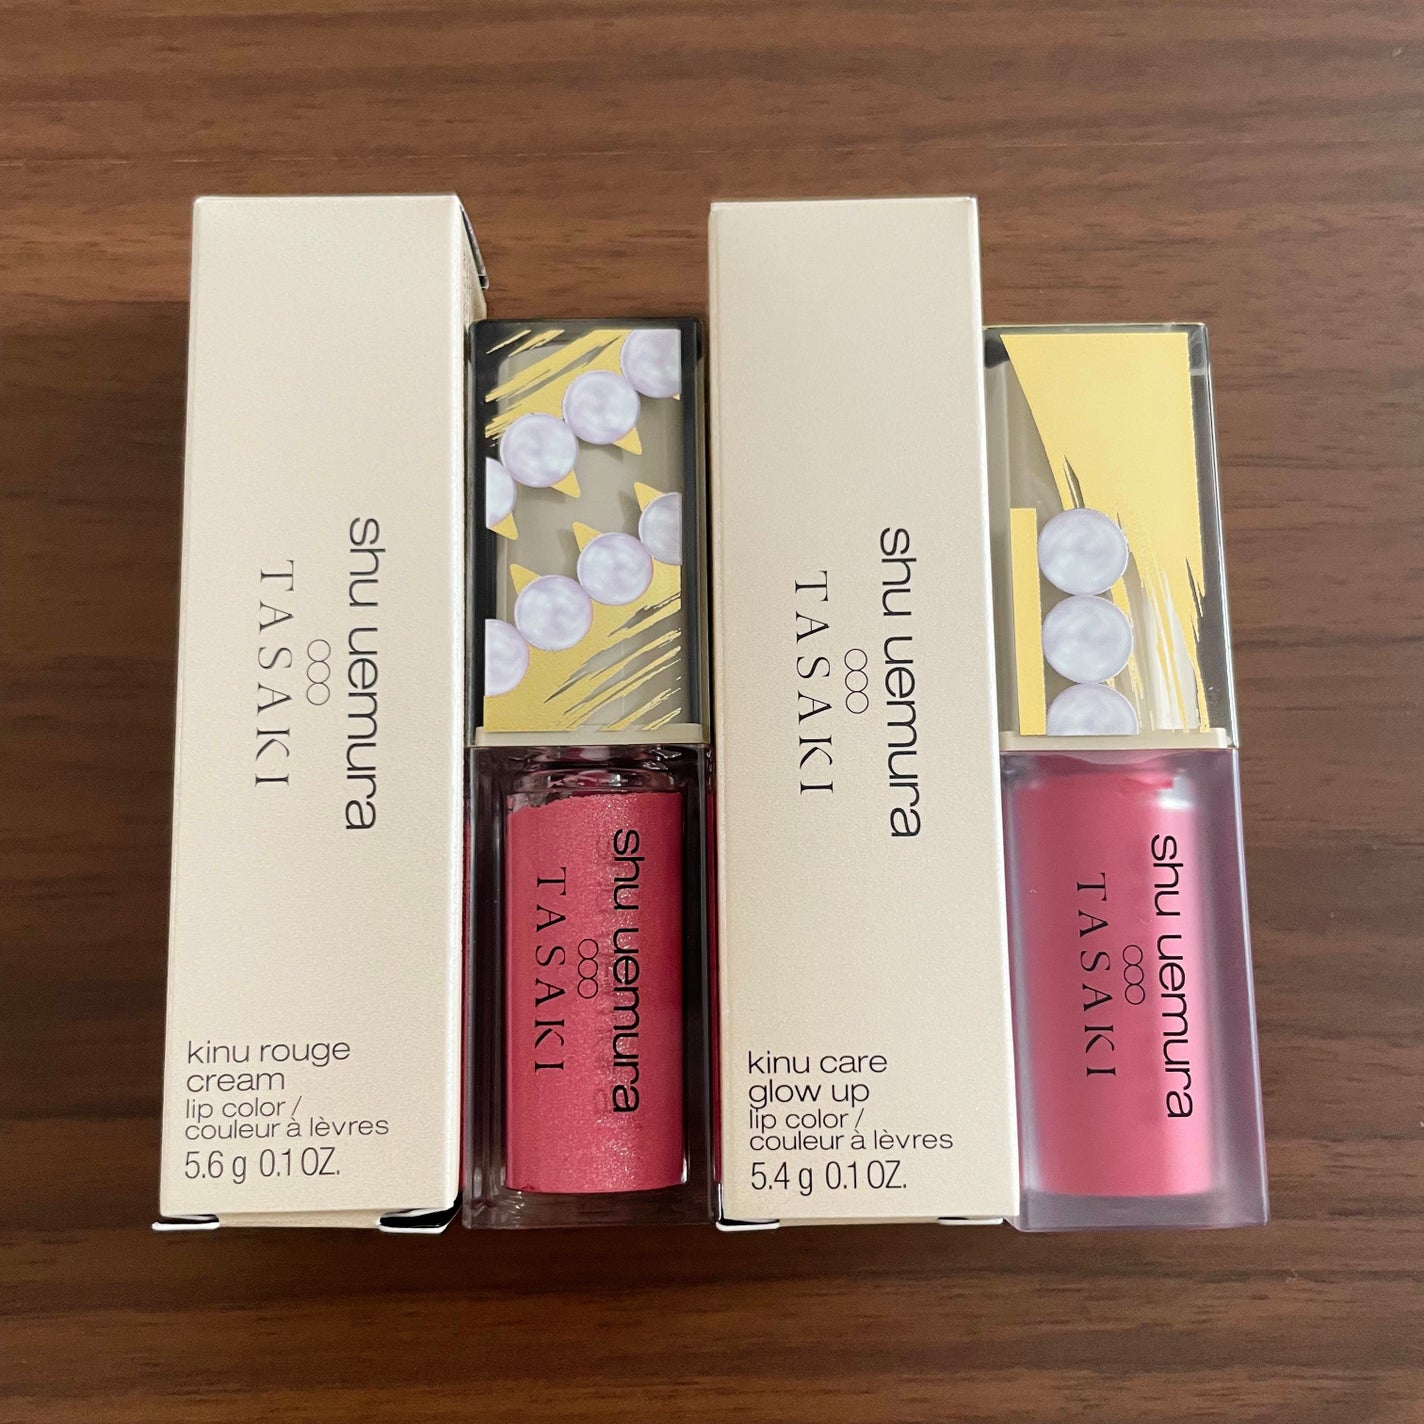 shu uemura
TASAKI
kinu rouge
cream
lip color /
couleur à lèvres
5.6 g 0.1 OZ.
shu uemura
TASAKI
shu uemura
TASAKI
kinu care
glow up
lip color /
couleur à lèvres
5.4 g 0.1 OZ.
shu uemura
TASAKI